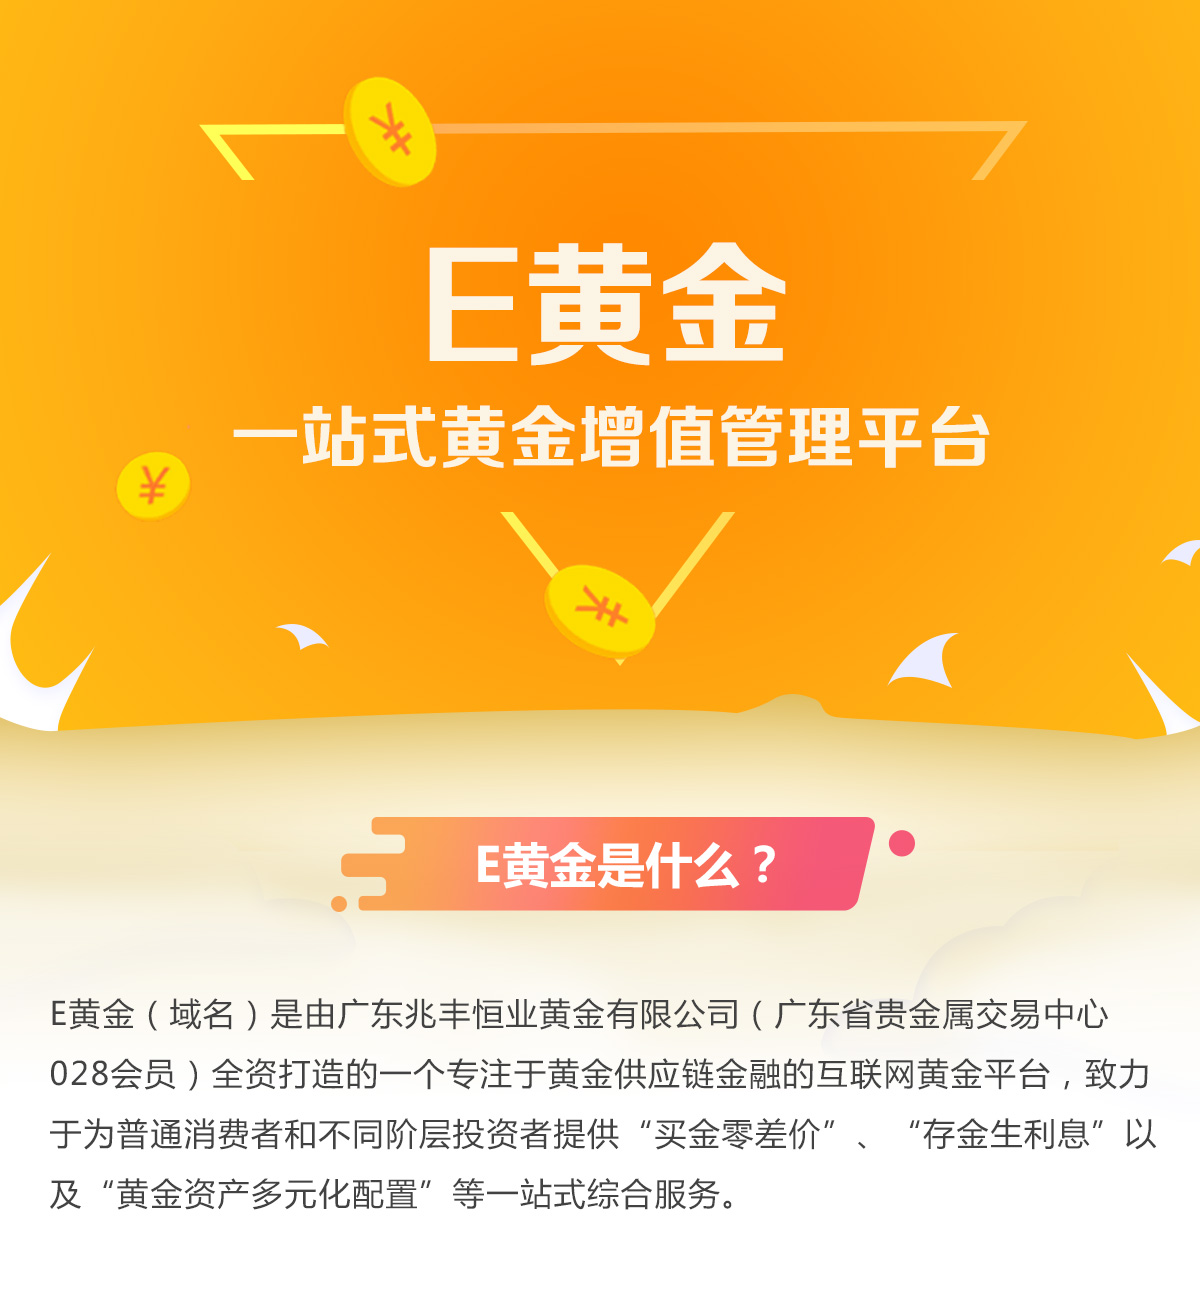 E黄金
一站式黄金增值管理平台
E黄金是什么？
E黄金（域名）是由广东兆丰恒业黄金有限公司（广东省贵金属交易中心
028会员）全资打造的一个专注于黄金供应链金融的互联网黄金平台，致力
于为普通消费者和不同阶层投资者提供“买金零差价”、“存金生利息”以
及“黄金资产多元化配置”等一站式综合服务。